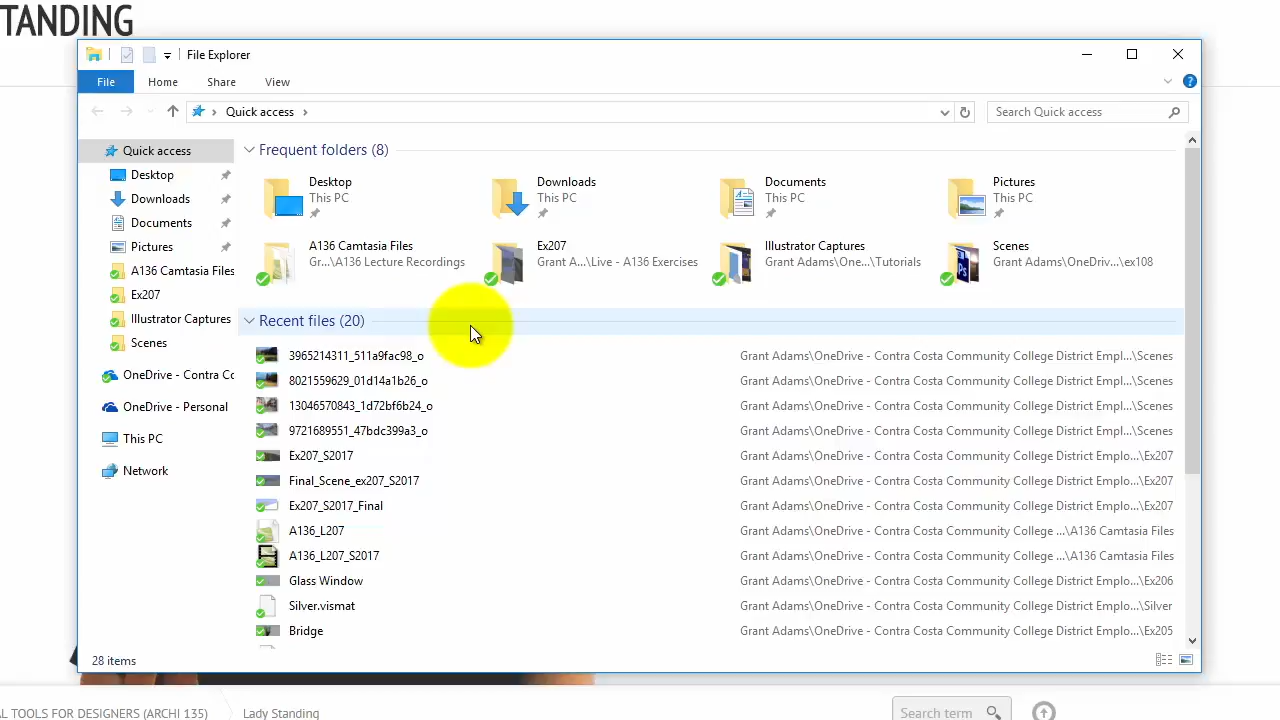 TANDING
File Explorer
File Home Share View
Quick access
Search Quick access
Quick access
Desktop
Downloads
Documents
Pictures
A136 Camtasia Files
Ex207
Illustrator Captures
Scenes
OneDrive - Contra Cc
OneDrive - Personal
This PC
Network
Frequent folders (8)
Desktop
This PC
Downloads
This PC
Documents
This PC
Pictures
This PC
A136 Camtasia Files
Gr...\A136 Lecture Recordings
Ex207
Grant A...\Live - A136 Exercises
Illustrator Captures
Grant Adams\One...\Tutorials
Scenes
Grant Adams\OneDriv...\ex108
Recent files (20)
3965214311_511a9fac98_o Grant Adams\OneDrive - Contra Costa Community College District Empl...\Scenes
8021559629_01d14a1b26_o Grant Adams\OneDrive - Contra Costa Community College District Empl...\Scenes
13046570843_1d72bf6b24_o Grant Adams\OneDrive - Contra Costa Community College District Empl...\Scenes
9721689551_47bdc399a3_o Grant Adams\OneDrive - Contra Costa Community College District Empl...\Scenes
Ex207_S2017 Grant Adams\OneDrive - Contra Costa Community College District Emplo...\Ex207
Final_Scene_ex207_S2017 Grant Adams\OneDrive - Contra Costa Community College District Emplo...\Ex207
Ex207_S2017_Final Grant Adams\OneDrive - Contra Costa Community College District Emplo...\Ex207
A136_L207 Grant Adams\OneDrive - Contra Costa Community College ...\A136 Camtasia Files
A136_L207_S2017 Grant Adams\OneDrive - Contra Costa Community College ...\A136 Camtasia Files
Glass Window Grant Adams\OneDrive - Contra Costa Community College District Emplo...\Ex206
Silver.vismat Grant Adams\OneDrive - Contra Costa Community College District Emplo...\Silver
Bridge Grant Adams\OneDrive - Contra Costa Community College District Emplo...\Ex205
28 items
AL TOOLS FOR DESIGNERS (ARCHI 135) Lady Standing
Search term